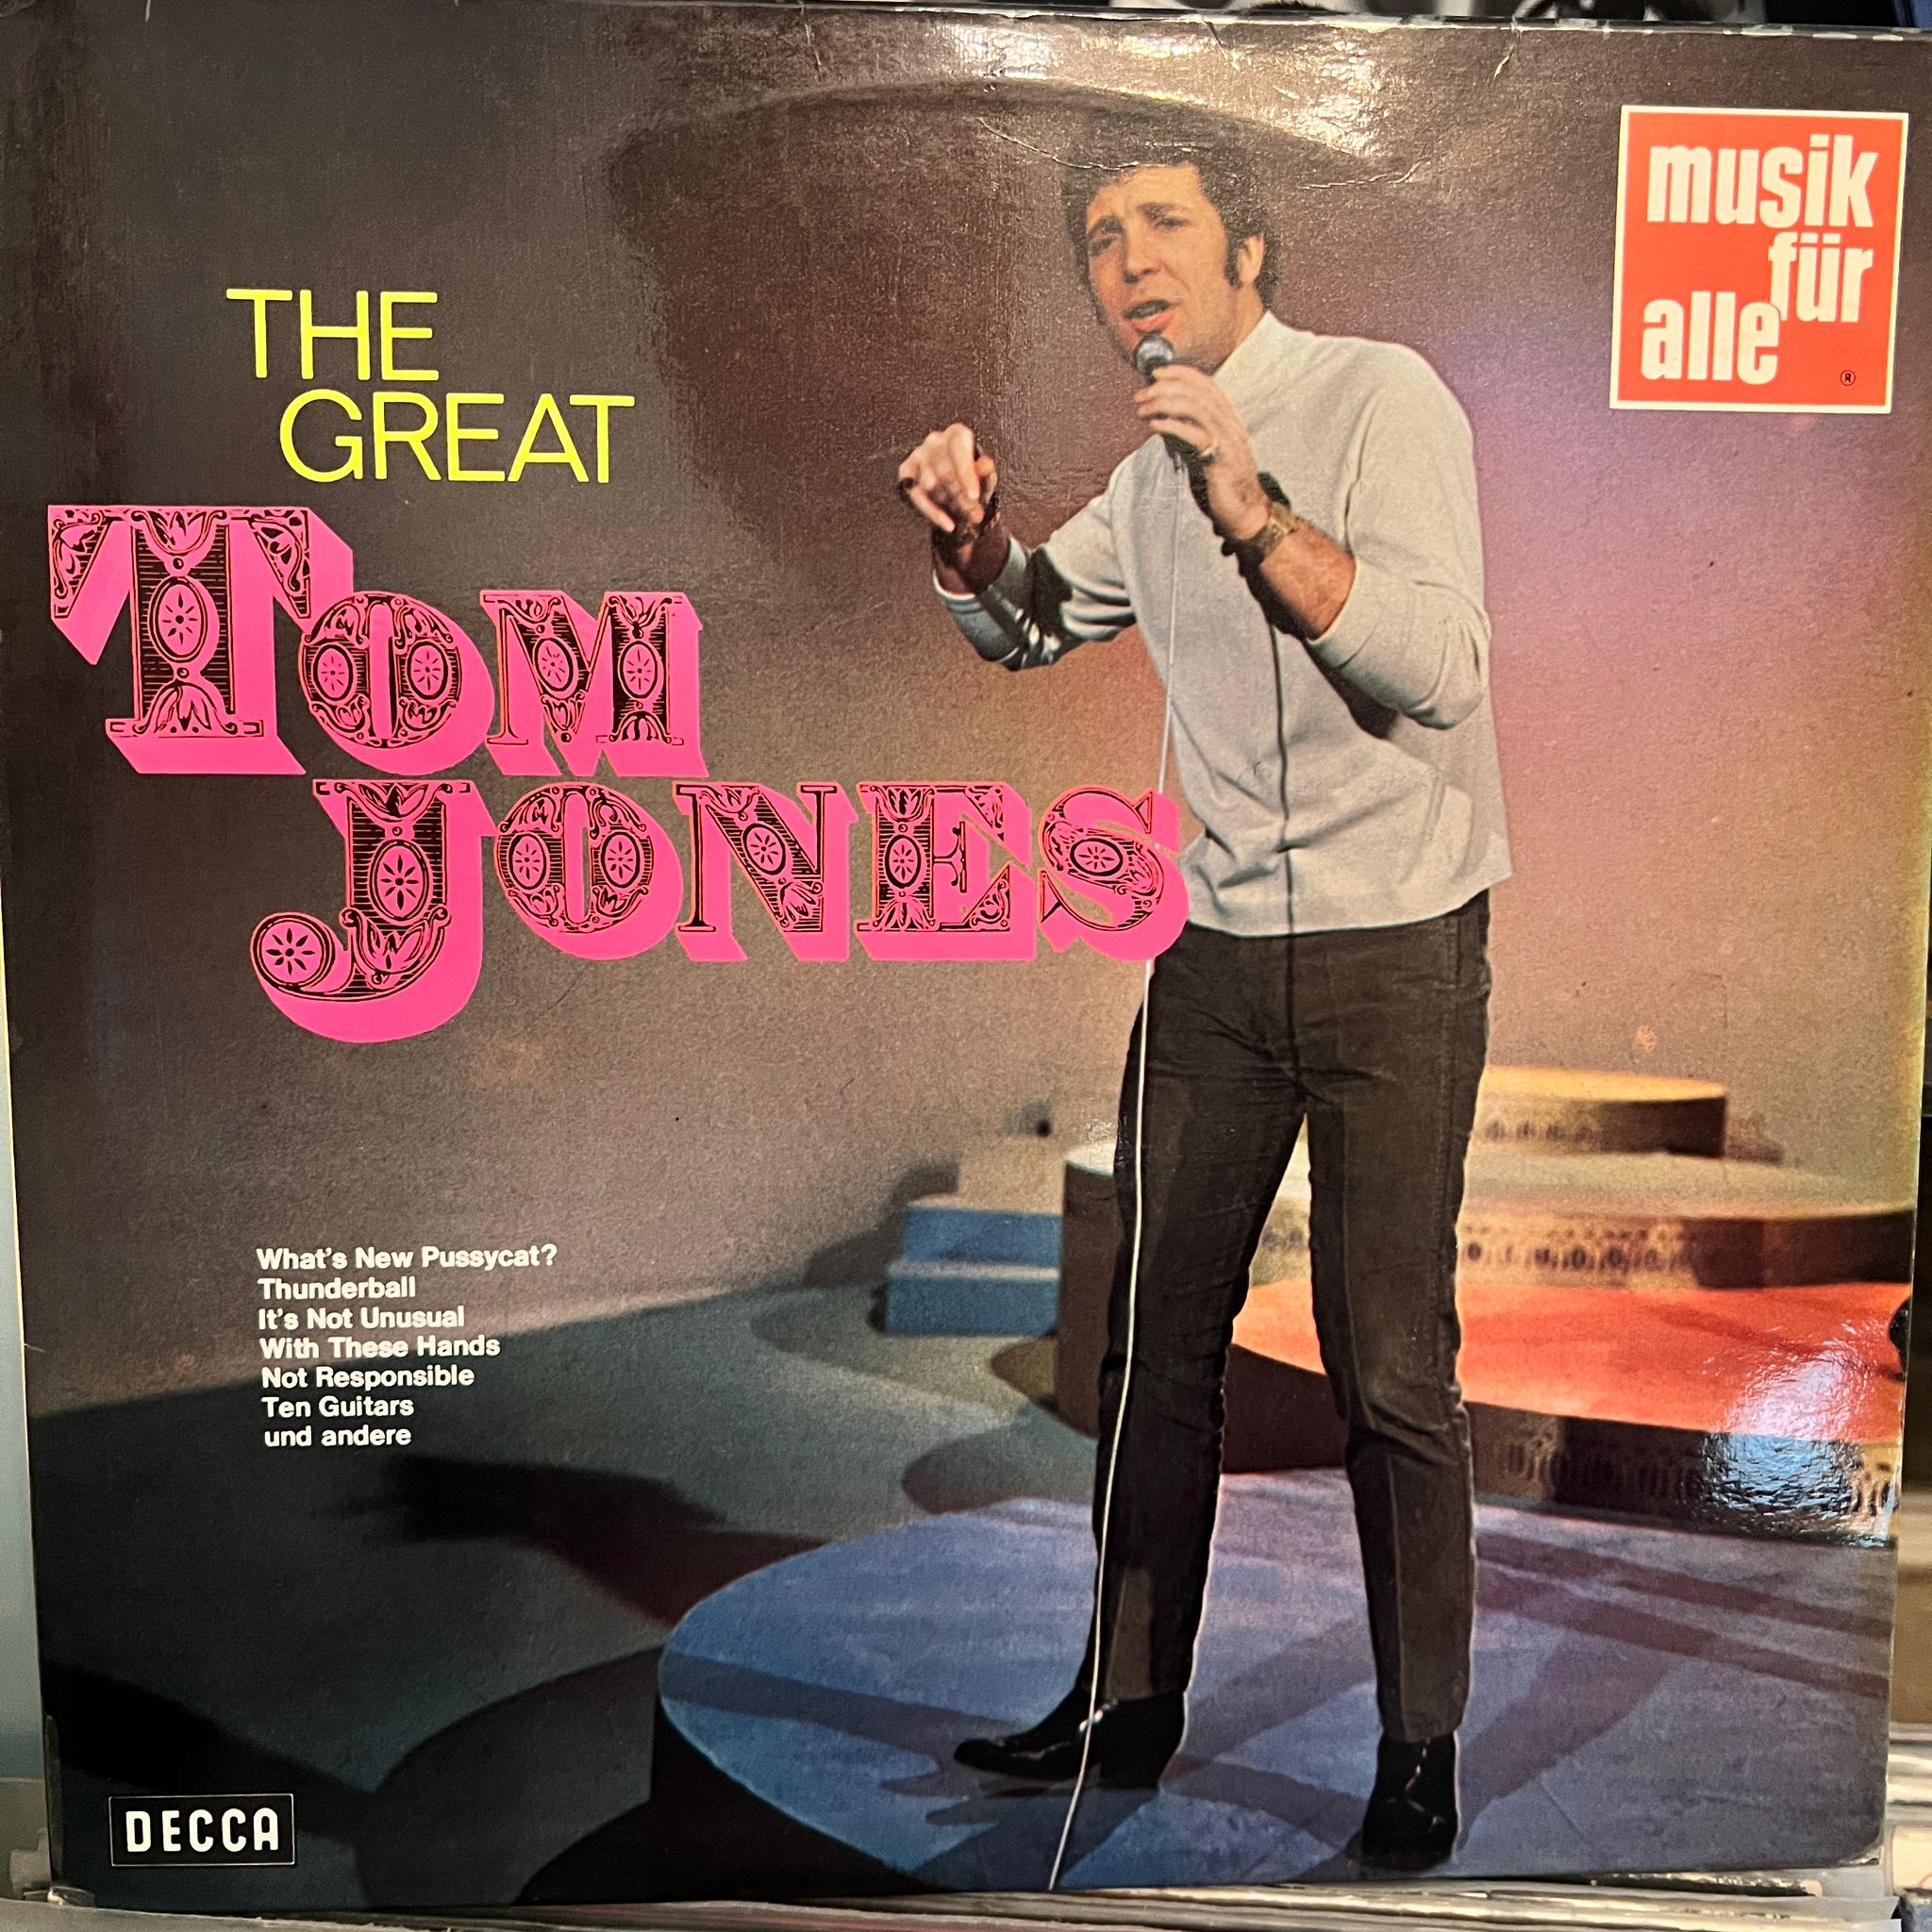 THE
GREAT
TOM
JONES
musik
für
alle
®
What's New Pussycat?
Thunderball
It's Not Unusual
With These Hands
Not Responsible
Ten Guitars
und andere
DECCA